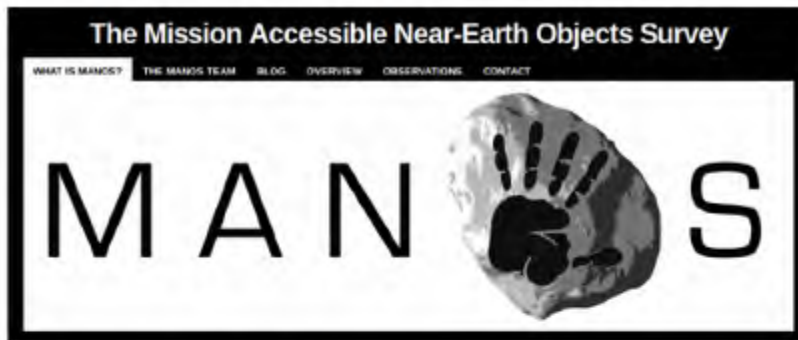 The Mission Accessible Near-Earth Objects Survey
WHAT IS MANOS? THE MANOS TEAM BLOG OVERVIEW OBSERVATIONS CONTACT
MAN S